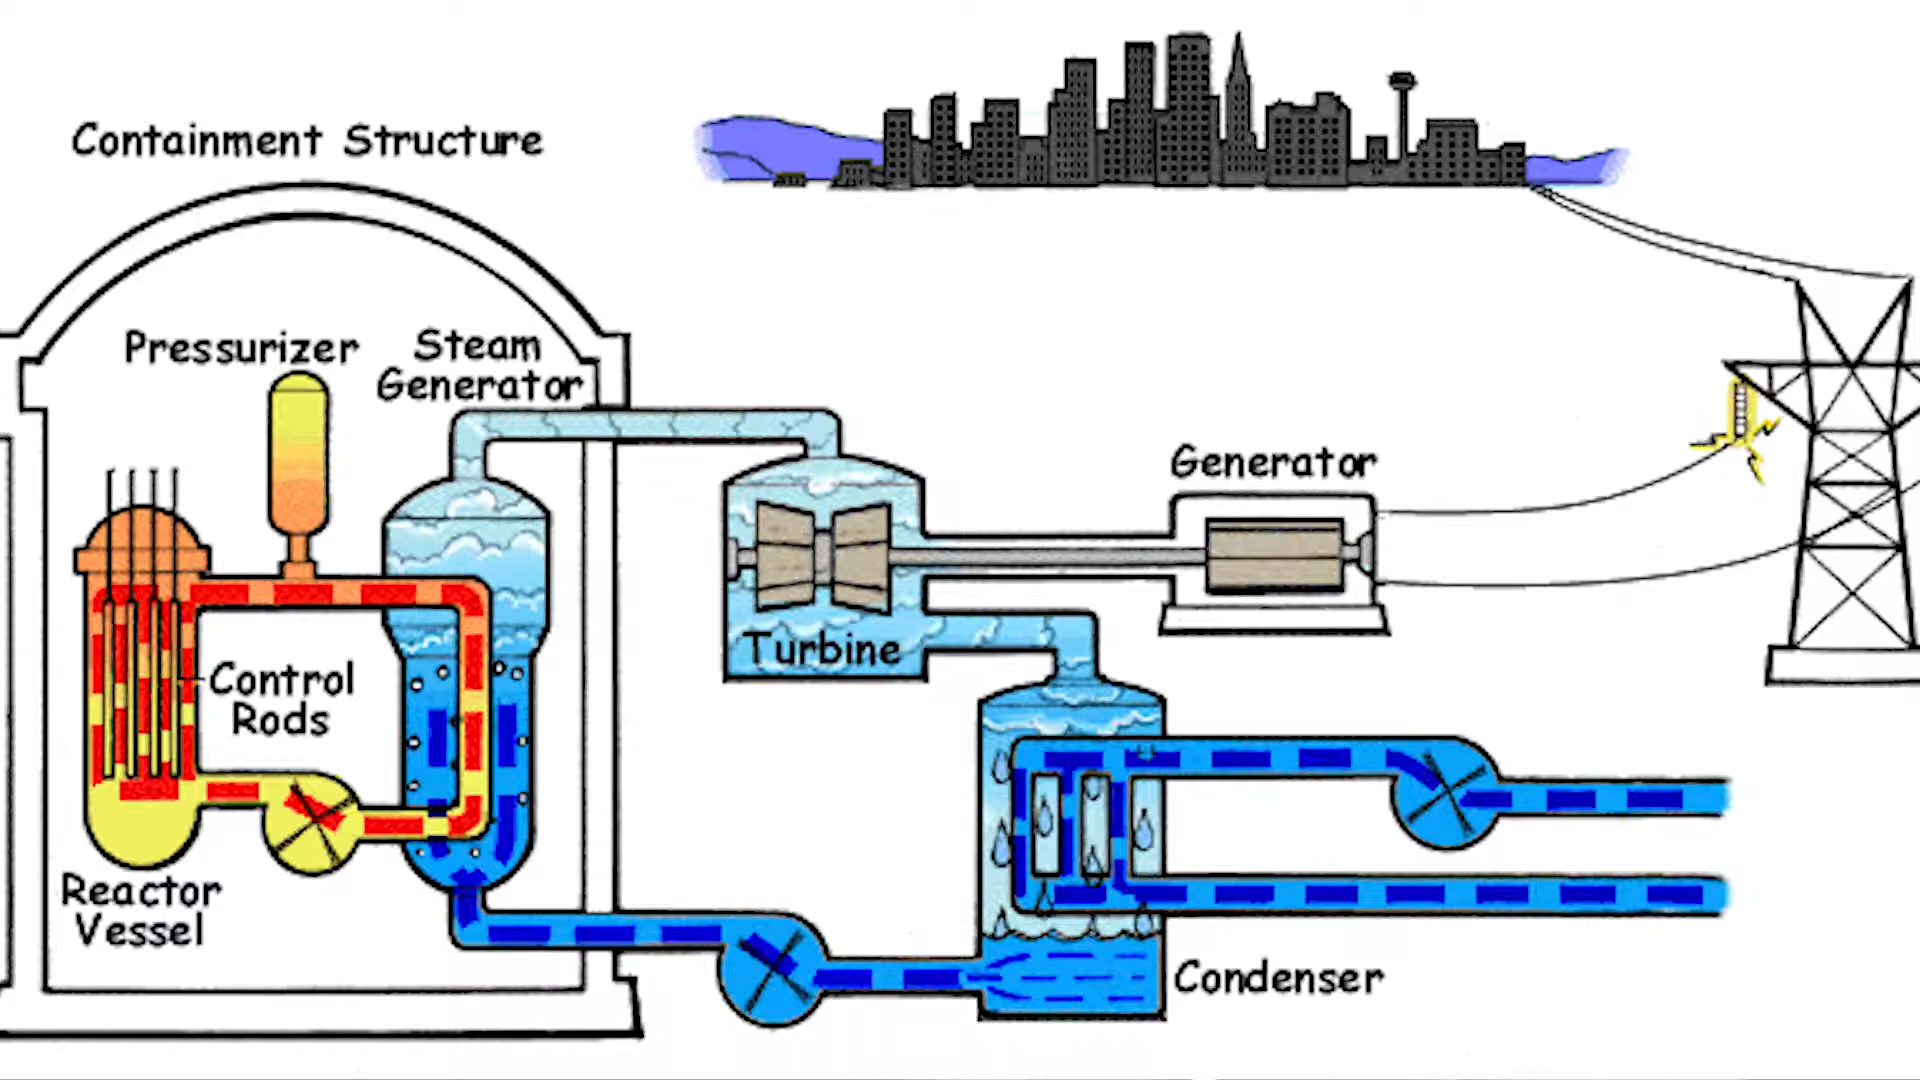 Containment Structure
Pressurizer
Steam
Generator
Generator
Turbine
Control
Rods
Reactor
Vessel
Condenser